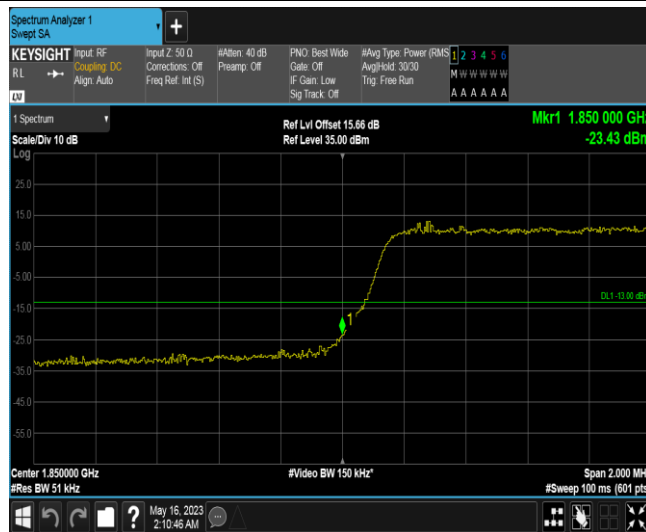 Spectrum Analyzer 1
Swept SA
KEYSIGHT
RL
LXI
Input: RF
Coupling: DC
Align: Auto
Input Z: 50 Ω
Corrections: Off
Freq Ref: Int (S)
#Atten: 40 dB
Preamp: Off
PNO: Best Wide
Gate: Off
IF Gain: Low
Sig Track: Off
#Avg Type: Power (RMS
Avg|Hold: 30/30
Trig: Free Run
1 2 3 4 5 6
M W W W W W
A A A A A A
1 Spectrum
Scale/Div 10 dB
Ref Lvl Offset 15.66 dB
Ref Level 35.00 dBm
Mkr1 1.850 000 GHz
-23.43 dBm
Log
25.0
15.0
5.00
-5.00
-15.0
-25.0
-35.0
-45.0
-55.0
DL1 -13.00 dBm
1
Center 1.850000 GHz
#Res BW 51 kHz
#Video BW 150 kHz*
Span 2.000 MH
#Sweep 100 ms (601 pts
?
May 16, 2023
2:10:46 AM